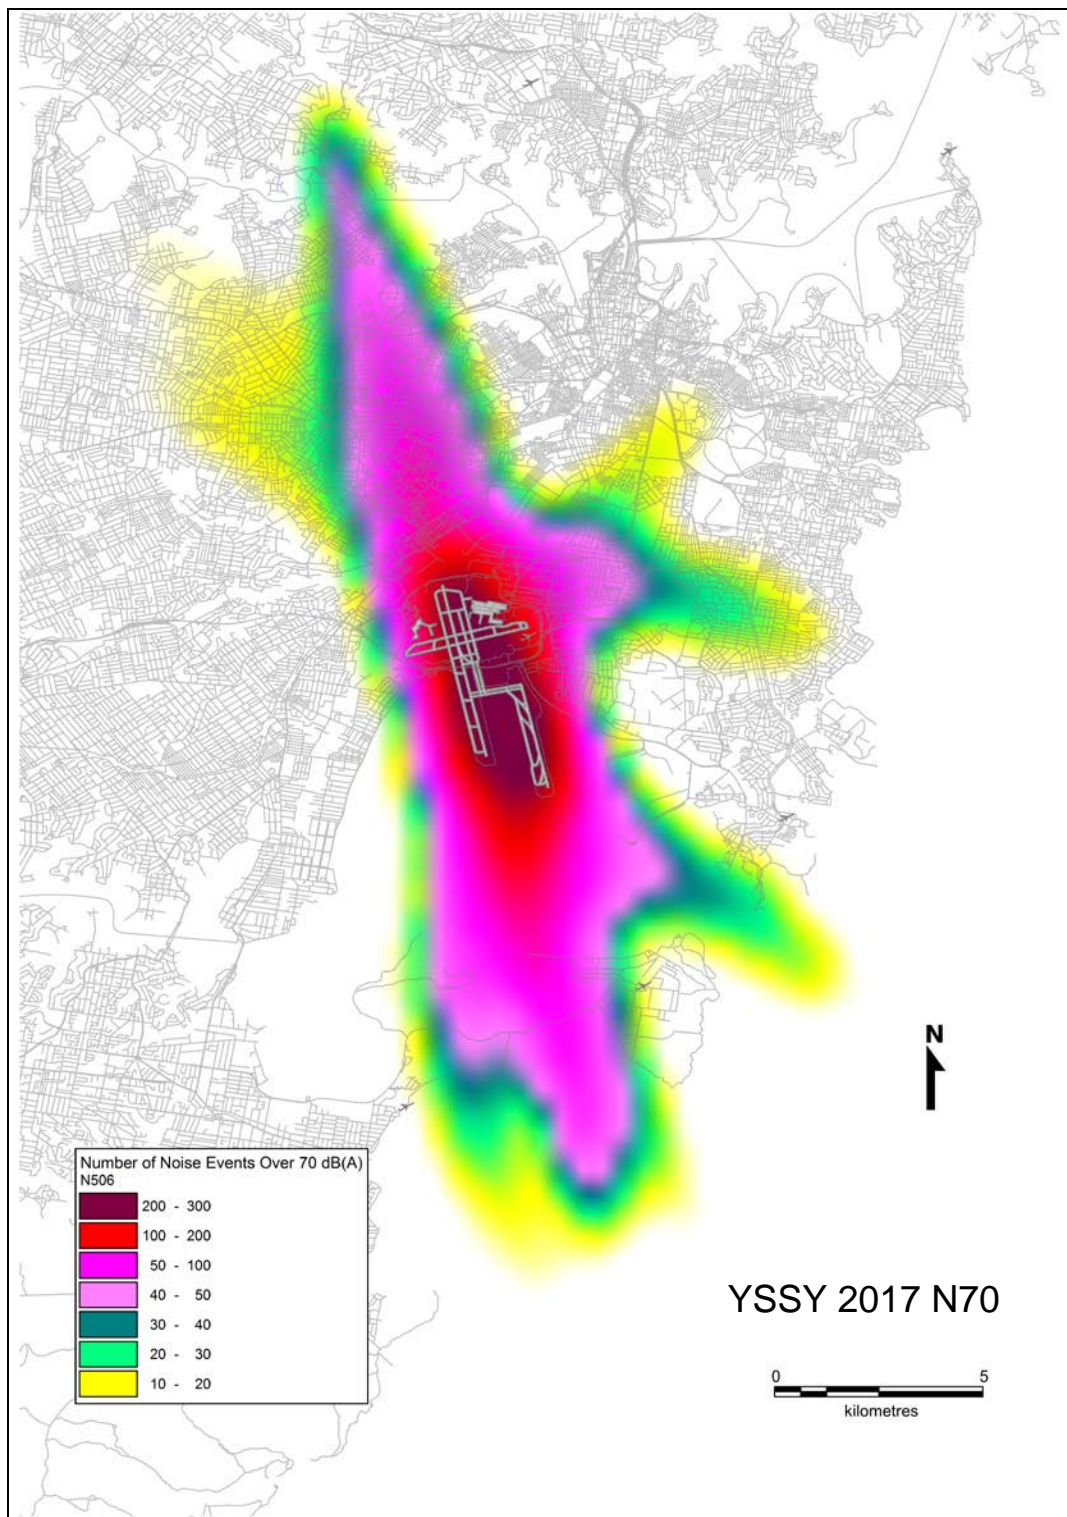 N
Number of Noise Events Over 70 dB(A)
N506
200 - 300
100 - 200
50 - 100
40 - 50
30 - 40
20 - 30
10 - 20
YSSY 2017 N70
0 5
kilometres